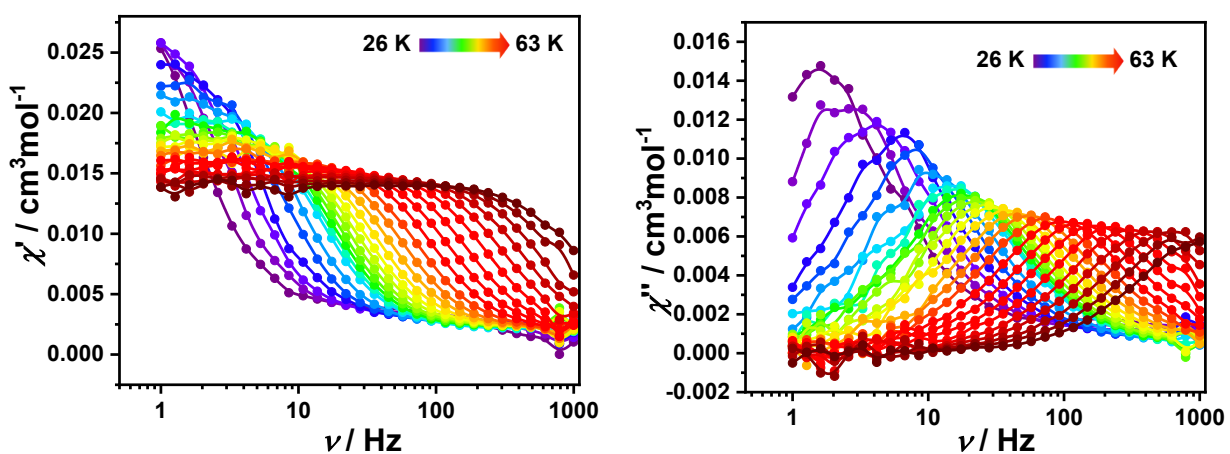 26 K 63 K
0.025
0.020
0.015
0.010
0.005
0.000
χ' / cm³mol⁻¹
1 10 100 1000
ν / Hz
26 K 63 K
0.016
0.014
0.012
0.010
0.008
0.006
0.004
0.002
0.000
-0.002
χ'' / cm³mol⁻¹
1 10 100 1000
ν / Hz